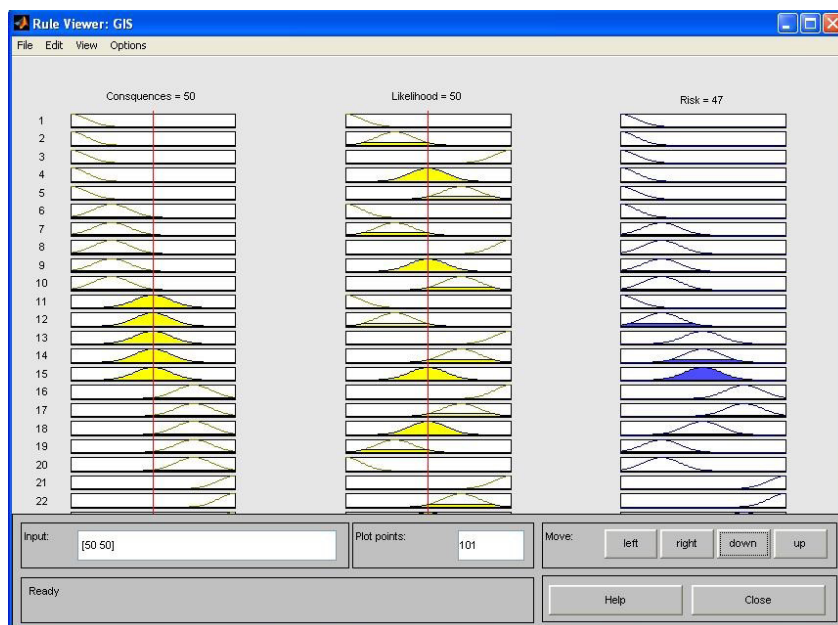 Rule Viewer: GIS
File Edit View Options
Consquences = 50
Likelihood = 50
Risk = 47
1
2
3
4
5
6
7
8
9
10
11
12
13
14
15
16
17
18
19
20
21
22
Input:
[50 50]
Plot points:
101
Move:
left
right
down
up
Ready
Help
Close